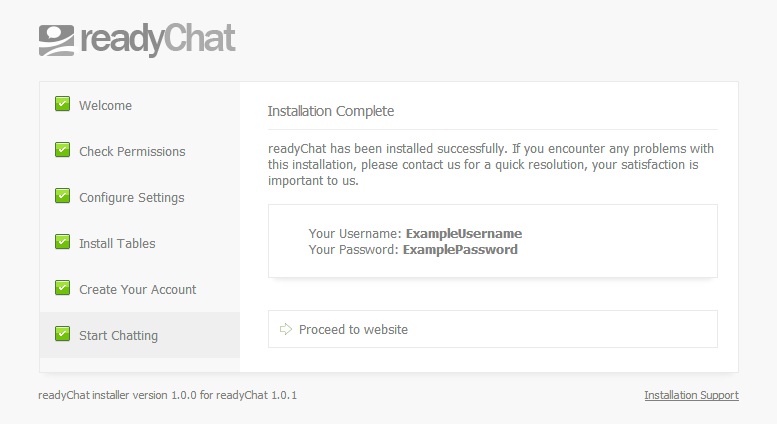 readyChat
Welcome
Check Permissions
Configure Settings
Install Tables
Create Your Account
Start Chatting
Installation Complete
readyChat has been installed successfully. If you encounter any problems with
this installation, please contact us for a quick resolution, your satisfaction is
important to us.
Your Username: ExampleUsername
Your Password: ExamplePassword
Proceed to website
readyChat installer version 1.0.0 for readyChat 1.0.1
Installation Support